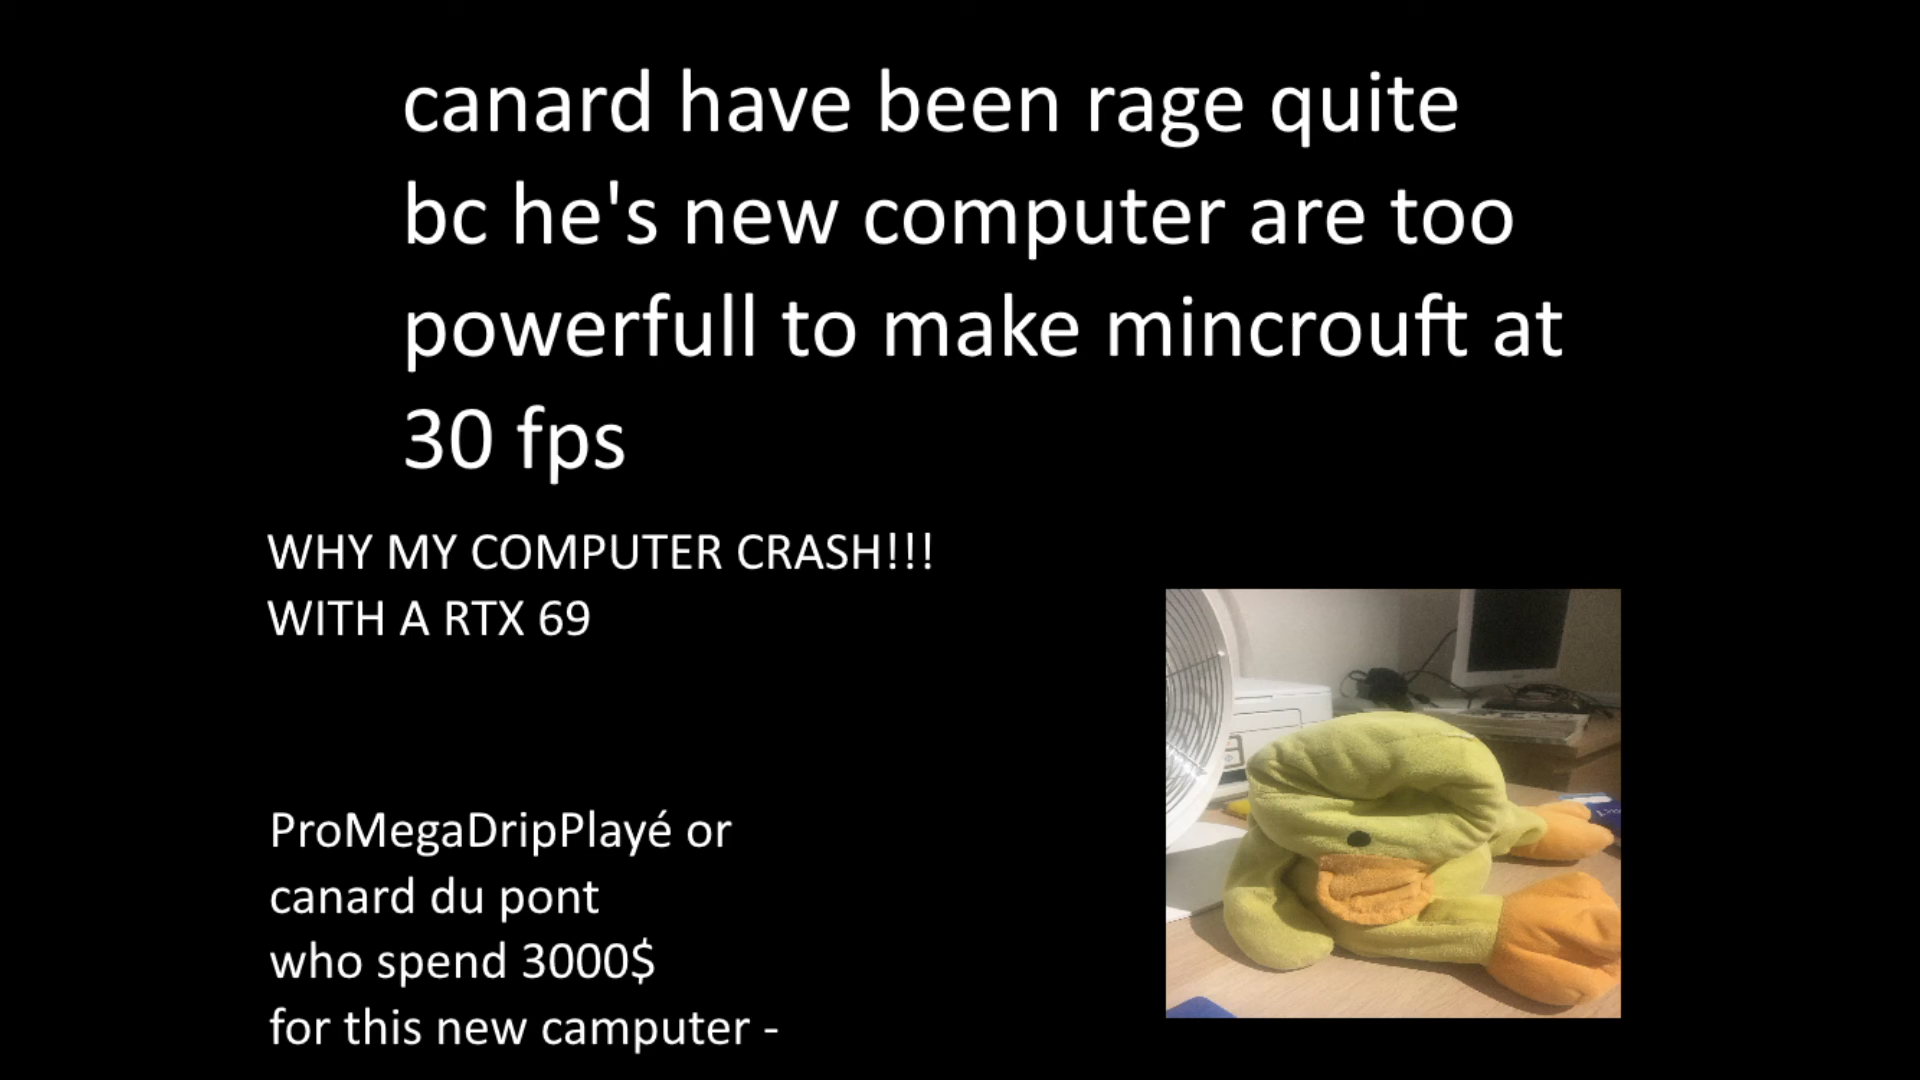 canard have been rage quite
bc he's new computer are too
powerfull to make mincrouft at
30 fps
WHY MY COMPUTER CRASH!!!
WITH A RTX 69
ProMegaDripPlayé or
canard du pont
who spend 3000$
for this new camputer -